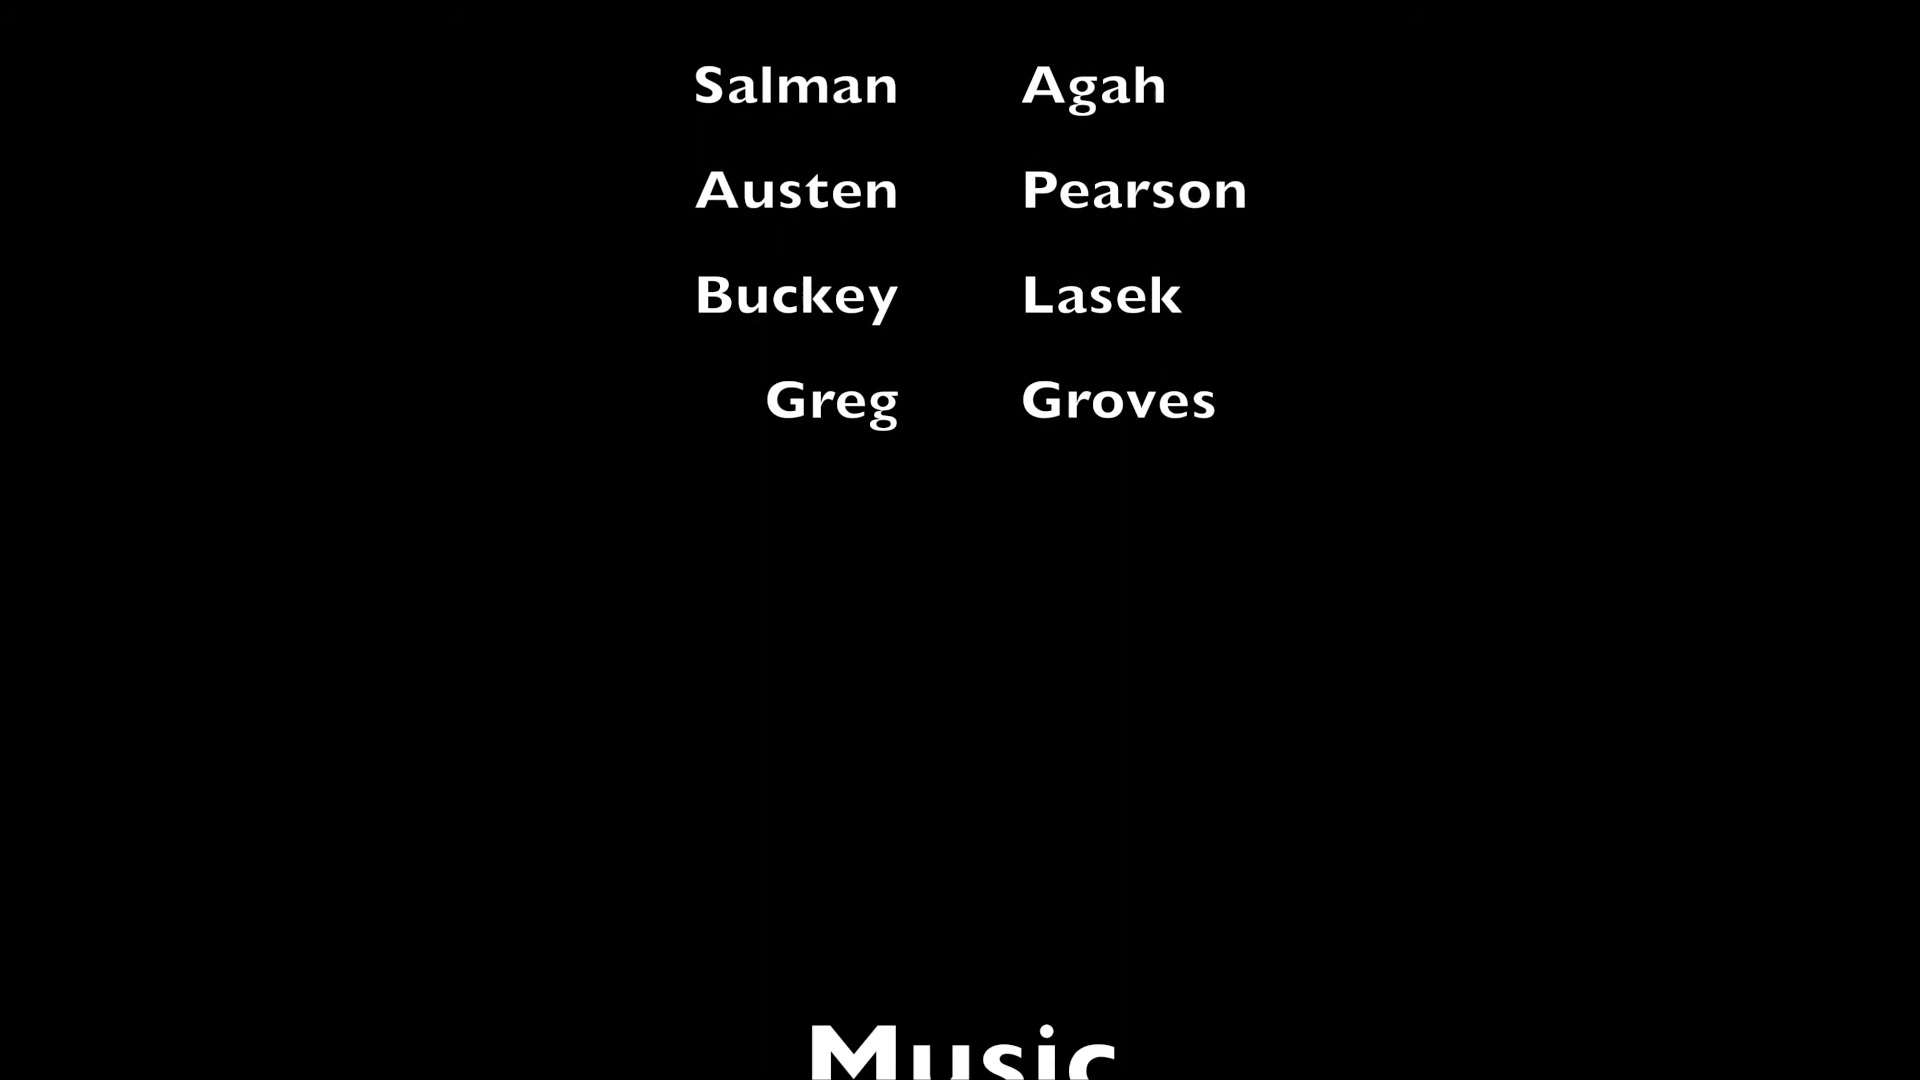 Salman Agah
Austen Pearson
Buckey Lasek
Greg Groves
Music